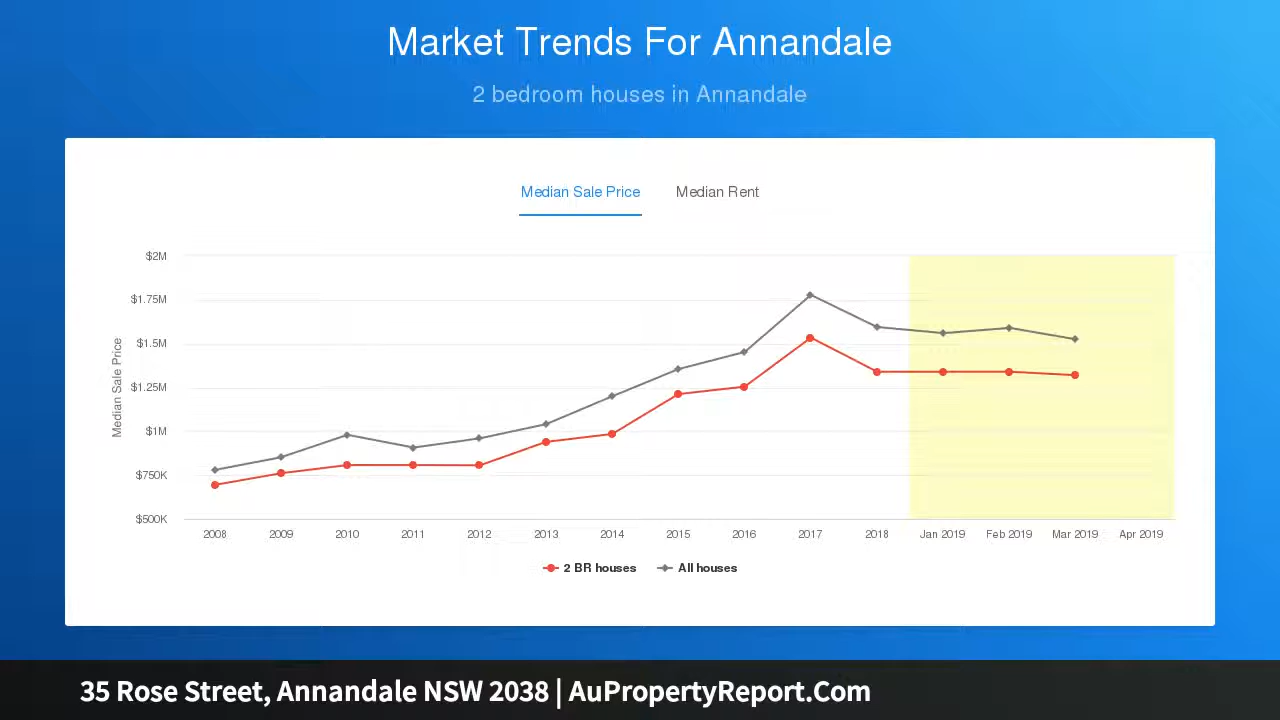 Market Trends For Annandale
2 bedroom houses in Annandale
Median Sale Price Median Rent
Median Sale Price
$2M
$1.75M
$1.5M
$1.25M
$1M
$750K
$500K
2008 2009 2010 2011 2012 2013 2014 2015 2016 2017 2018 Jan 2019 Feb 2019 Mar 2019 Apr 2019
2 BR houses All houses
35 Rose Street, Annandale NSW 2038 | AuPropertyReport.Com